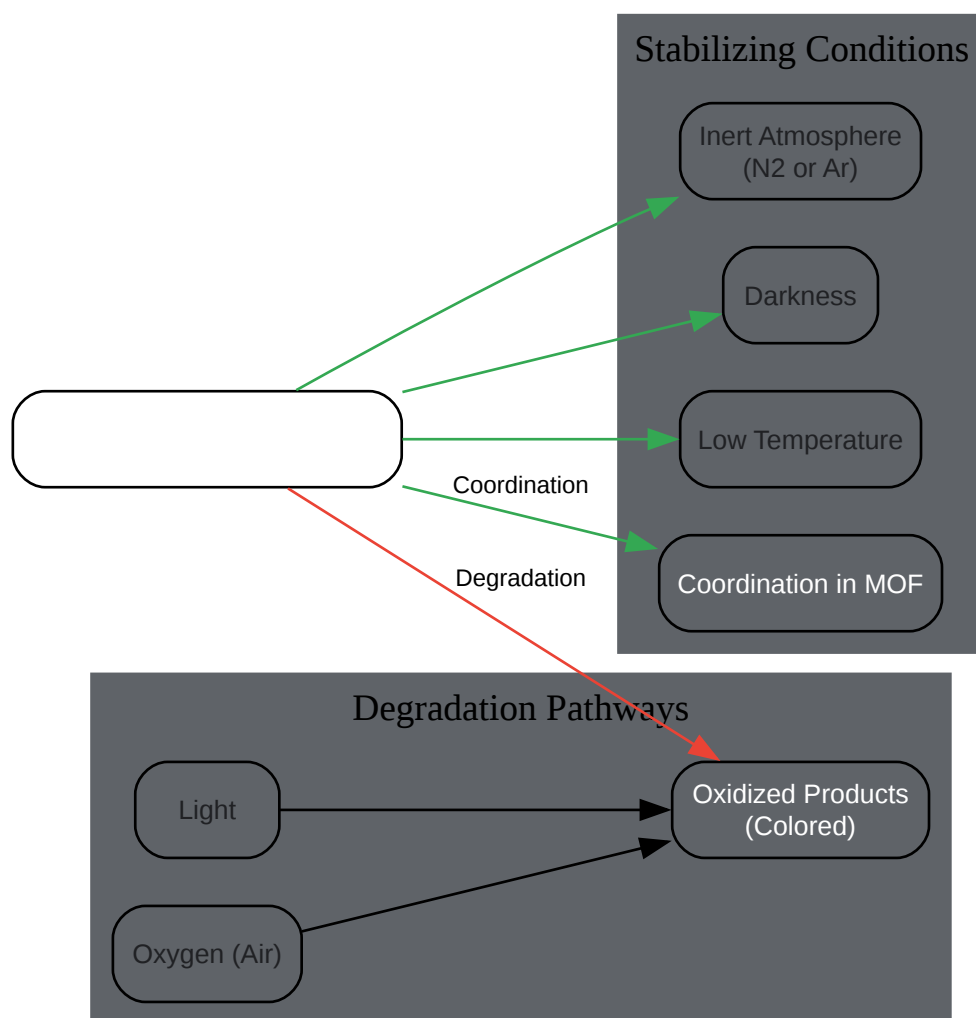 Stabilizing Conditions
Inert Atmosphere
(N2 or Ar)
Darkness
Low Temperature
Coordination
Coordination in MOF
Degradation
Degradation Pathways
Light
Oxidized Products
(Colored)
Oxygen (Air)